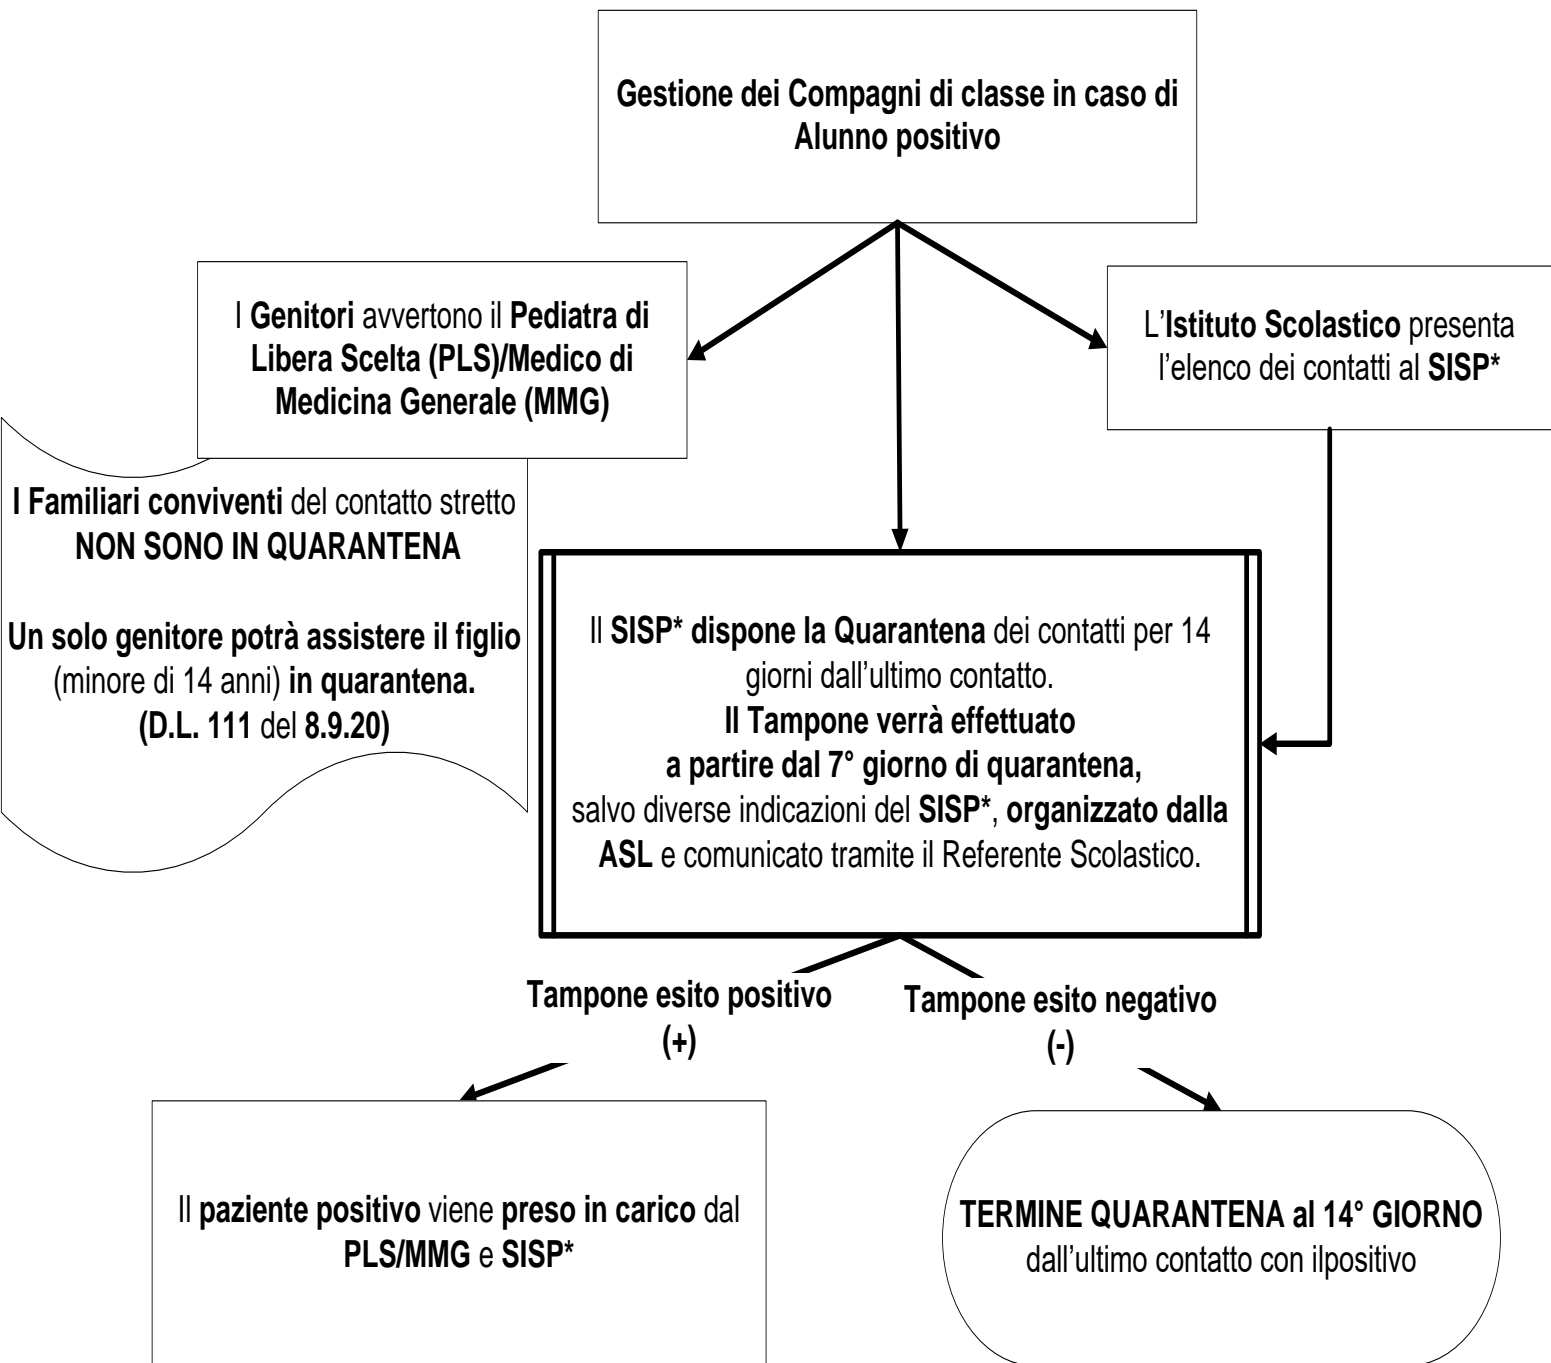 Gestione dei Compagni di classe in caso di
Alunno positivo
I Genitori avvertono il Pediatra di
Libera Scelta (PLS)/Medico di
Medicina Generale (MMG)
L'Istituto Scolastico presenta
l'elenco dei contatti al SISP*
I Familiari conviventi del contatto stretto
NON SONO IN QUARANTENA
Un solo genitore potrà assistere il figlio
(minore di 14 anni) in quarantena.
(D.L. 111 del 8.9.20)
Il SISP* dispone la Quarantena dei contatti per 14
giorni dall'ultimo contatto.
Il Tampone verrà effettuato
a partire dal 7° giorno di quarantena,
salvo diverse indicazioni del SISP*, organizzato dalla
ASL e comunicato tramite il Referente Scolastico.
Tampone esito positivo
(+)
Tampone esito negativo
(-)
Il paziente positivo viene preso in carico dal
PLS/MMG e SISP*
TERMINE QUARANTENA al 14° GIORNO
dall'ultimo contatto con ilpositivo